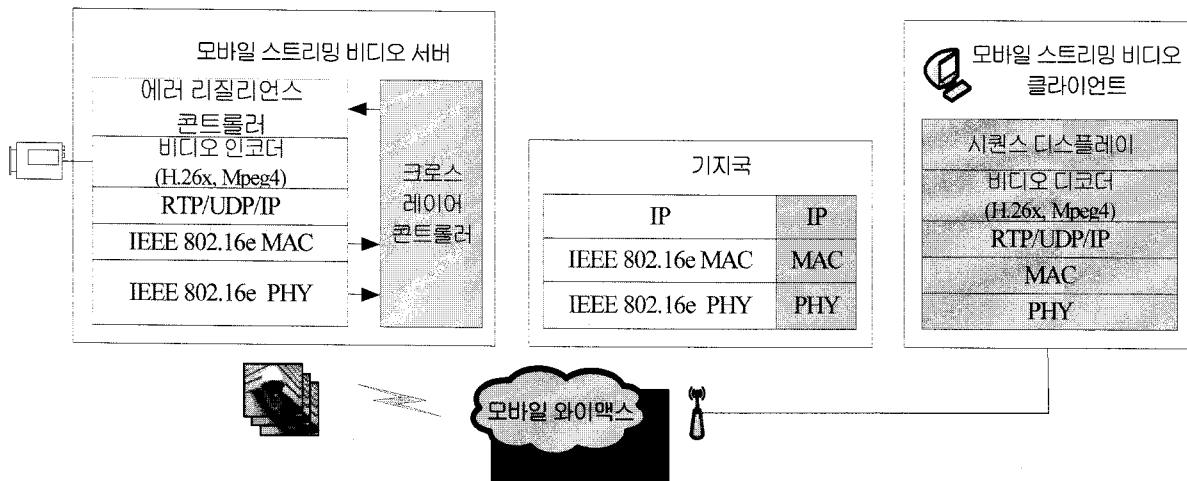 모바일 스트리밍 비디오 서버
에러 리질리언스
콘트롤러
비디오 인코더
(H.26x, Mpeg4)
RTP/UDP/IP
IEEE 802.16e MAC
IEEE 802.16e PHY
크로스
레이어
콘트롤러
기지국
IP
IP
IEEE 802.16e MAC
MAC
IEEE 802.16e PHY
PHY
모바일 스트리밍 비디오
클라이언트
시퀀스 디스플레이
비디오 디코더
(H.26x, Mpeg4)
RTP/UDP/IP
MAC
PHY
모바일 와이맥스